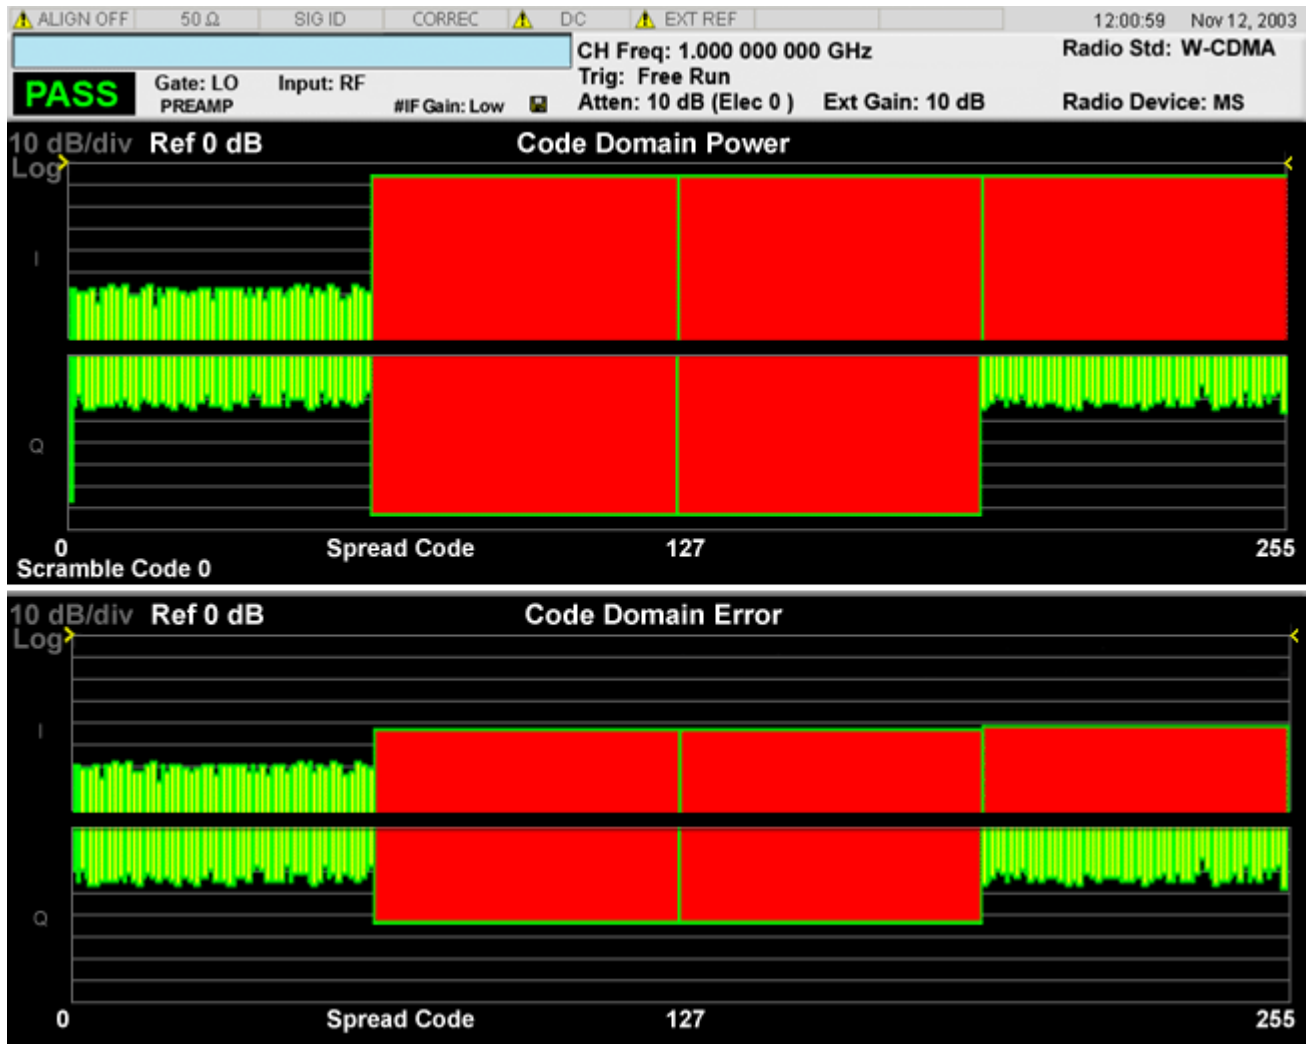 ALIGN OFF 50 Ω SIG ID CORREC DC EXT REF 12:00:59 Nov 12, 2003
CH Freq: 1.000 000 000 GHz Radio Std: W-CDMA
Trig: Free Run
PASS Gate: LO Input: RF
PREAMP #IF Gain: Low Atten: 10 dB (Elec 0 ) Ext Gain: 10 dB Radio Device: MS
10 dB/div Ref 0 dB Code Domain Power
Log
I
Q
0 Spread Code 127 255
Scramble Code 0
10 dB/div Ref 0 dB Code Domain Error
Log
I
Q
0 Spread Code 127 255